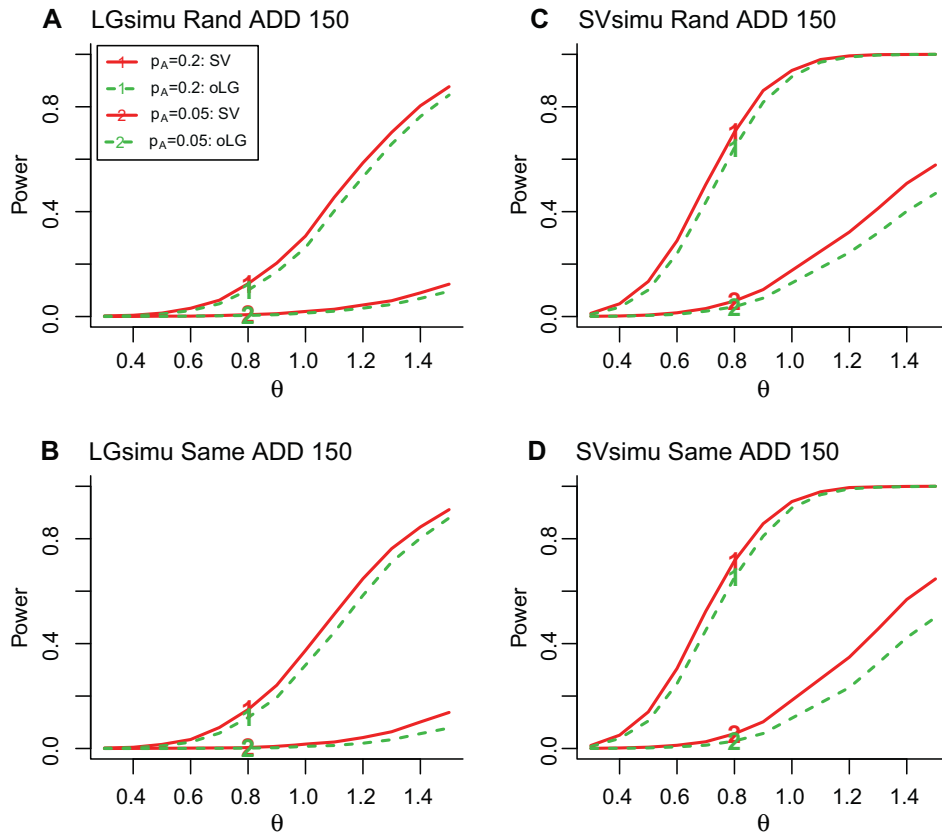 A LGsimu Rand ADD 150
1 pA=0.2: SV
1 pA=0.2: oLG
2 pA=0.05: SV
2 pA=0.05: oLG
Power
0.0 0.4 0.8
1
1
2
2
0.4 0.6 0.8 1.0 1.2 1.4
θ
C SVsimu Rand ADD 150
Power
0.0 0.4 0.8
1
1
2
2
0.4 0.6 0.8 1.0 1.2 1.4
θ
B LGsimu Same ADD 150
Power
0.0 0.4 0.8
1
1
2
2
0.4 0.6 0.8 1.0 1.2 1.4
θ
D SVsimu Same ADD 150
Power
0.0 0.4 0.8
1
1
2
2
0.4 0.6 0.8 1.0 1.2 1.4
θ